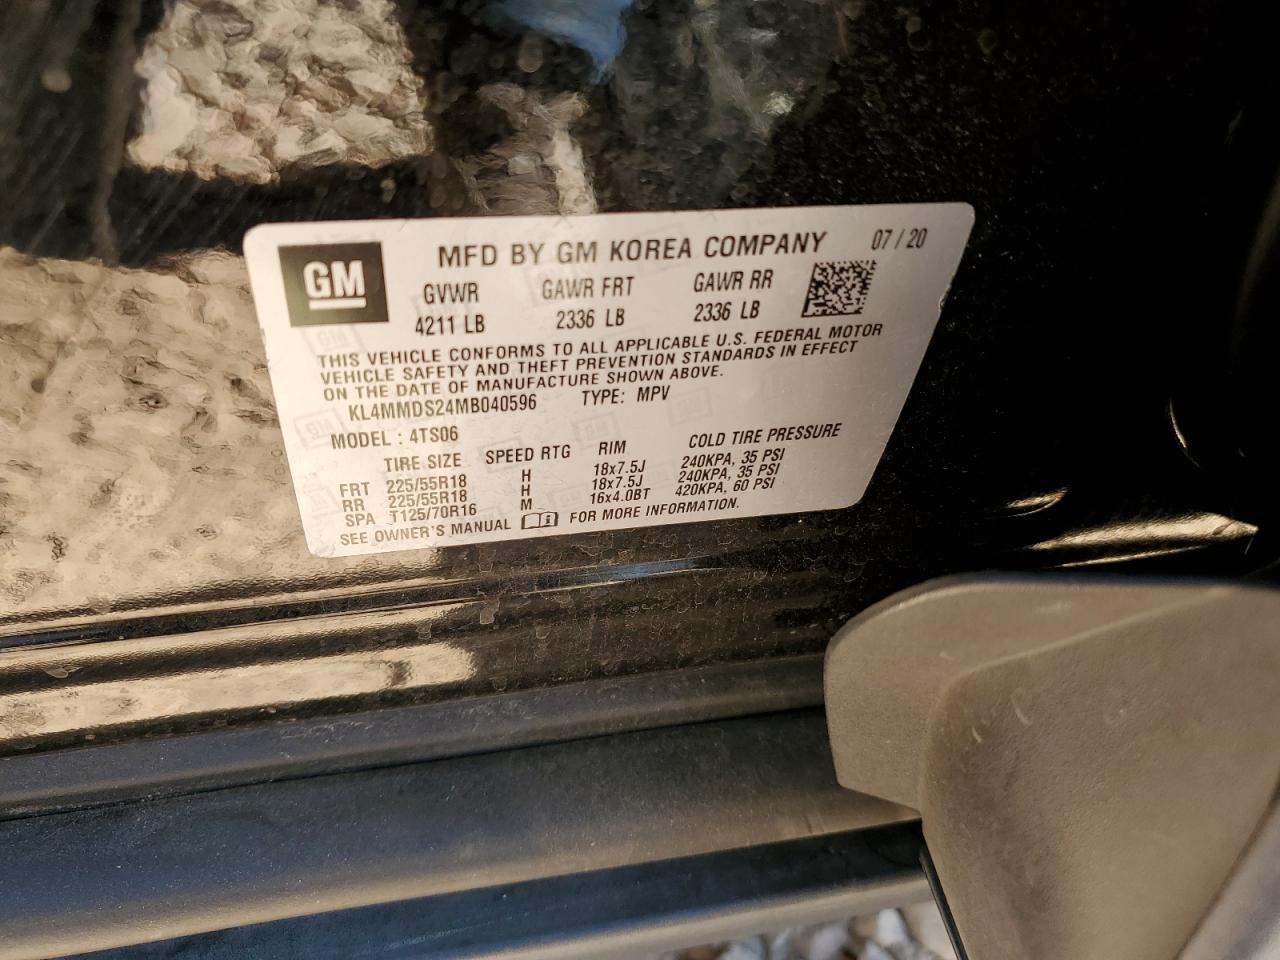 GM
MFD BY GM KOREA COMPANY 07 / 20
GVWR GAWR FRT GAWR RR
4211 LB 2336 LB 2336 LB
THIS VEHICLE CONFORMS TO ALL APPLICABLE U.S. FEDERAL MOTOR
VEHICLE SAFETY AND THEFT PREVENTION STANDARDS IN EFFECT
ON THE DATE OF MANUFACTURE SHOWN ABOVE.
KL4MMDS24MB040596 TYPE: MPV
MODEL : 4TS06
TIRE SIZE SPEED RTG RIM COLD TIRE PRESSURE
FRT 225/55R18 H 18x7.5J 240KPA, 35 PSI
RR 225/55R18 H 18x7.5J 240KPA, 35 PSI
SPA T125/70R16 M 16x4.0BT 420KPA, 60 PSI
SEE OWNER'S MANUAL FOR MORE INFORMATION.